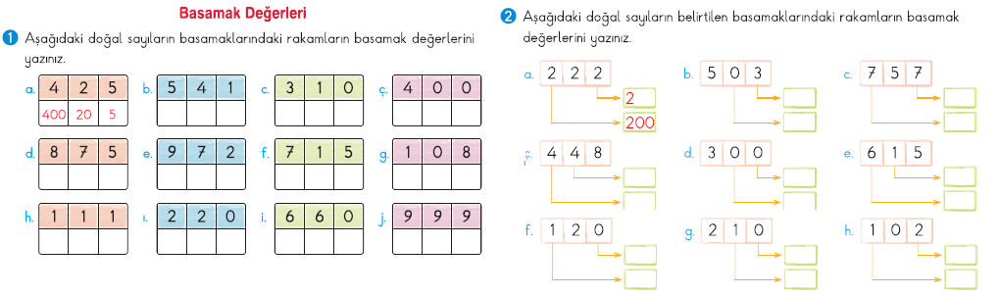 Basamak Değerleri
1 Aşağıdaki doğal sayıların basamaklarındaki rakamların basamak değerlerini
yazınız.
a. 4 2 5 b. 5 4 1 c. 3 1 0 ç. 4 0 0
400 20 5
d. 8 7 5 e. 9 7 2 f. 7 1 5 g. 1 0 8
h. 1 1 1 ı. 2 2 0 i. 6 6 0 j. 9 9 9
2 Aşağıdaki doğal sayıların belirtilen basamaklarındaki rakamların basamak
değerlerini yazınız.
a. 2 2 2 b. 5 0 3 c. 7 5 7
2
200
ç. 4 4 8 d. 3 0 0 e. 6 1 5
f. 1 2 0 g. 2 1 0 h. 1 0 2